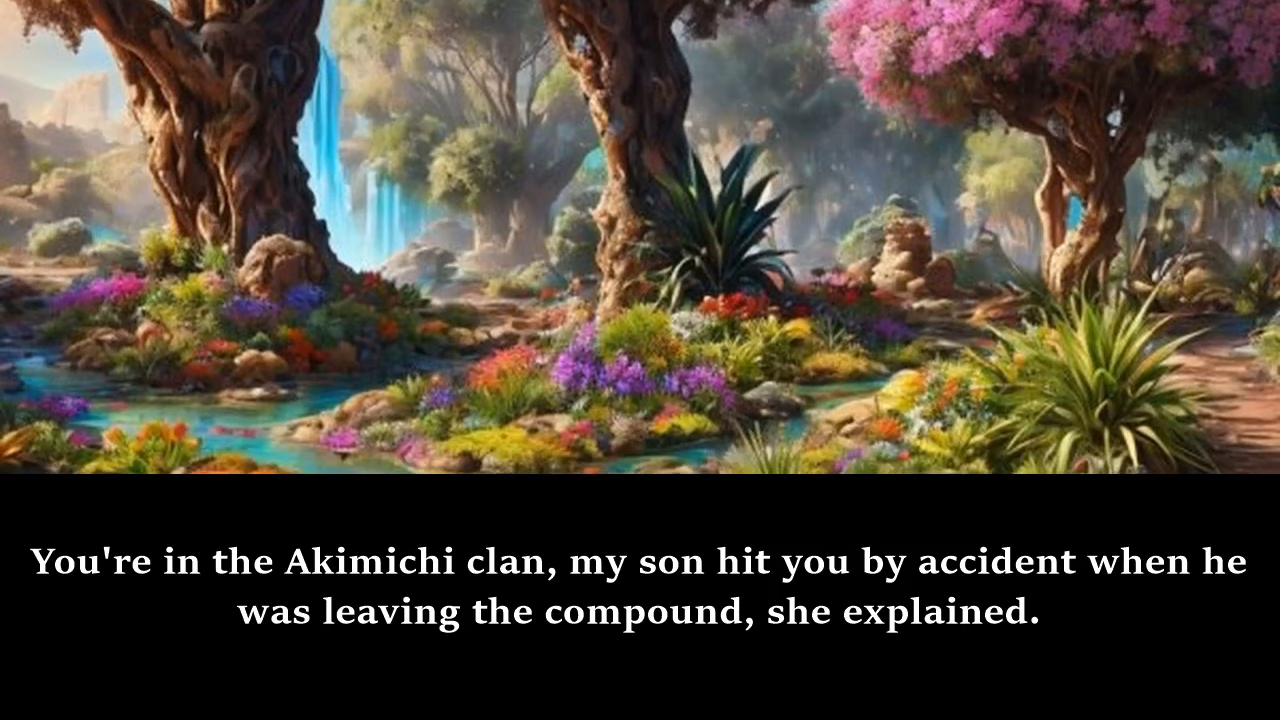 You're in the Akimichi clan, my son hit you by accident when he
was leaving the compound, she explained.